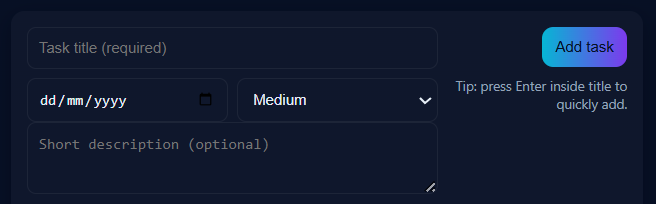 Task title (required)
Add task
Tip: press Enter inside title to
quickly add.
dd/mm/yyyy
Medium
Short description (optional)